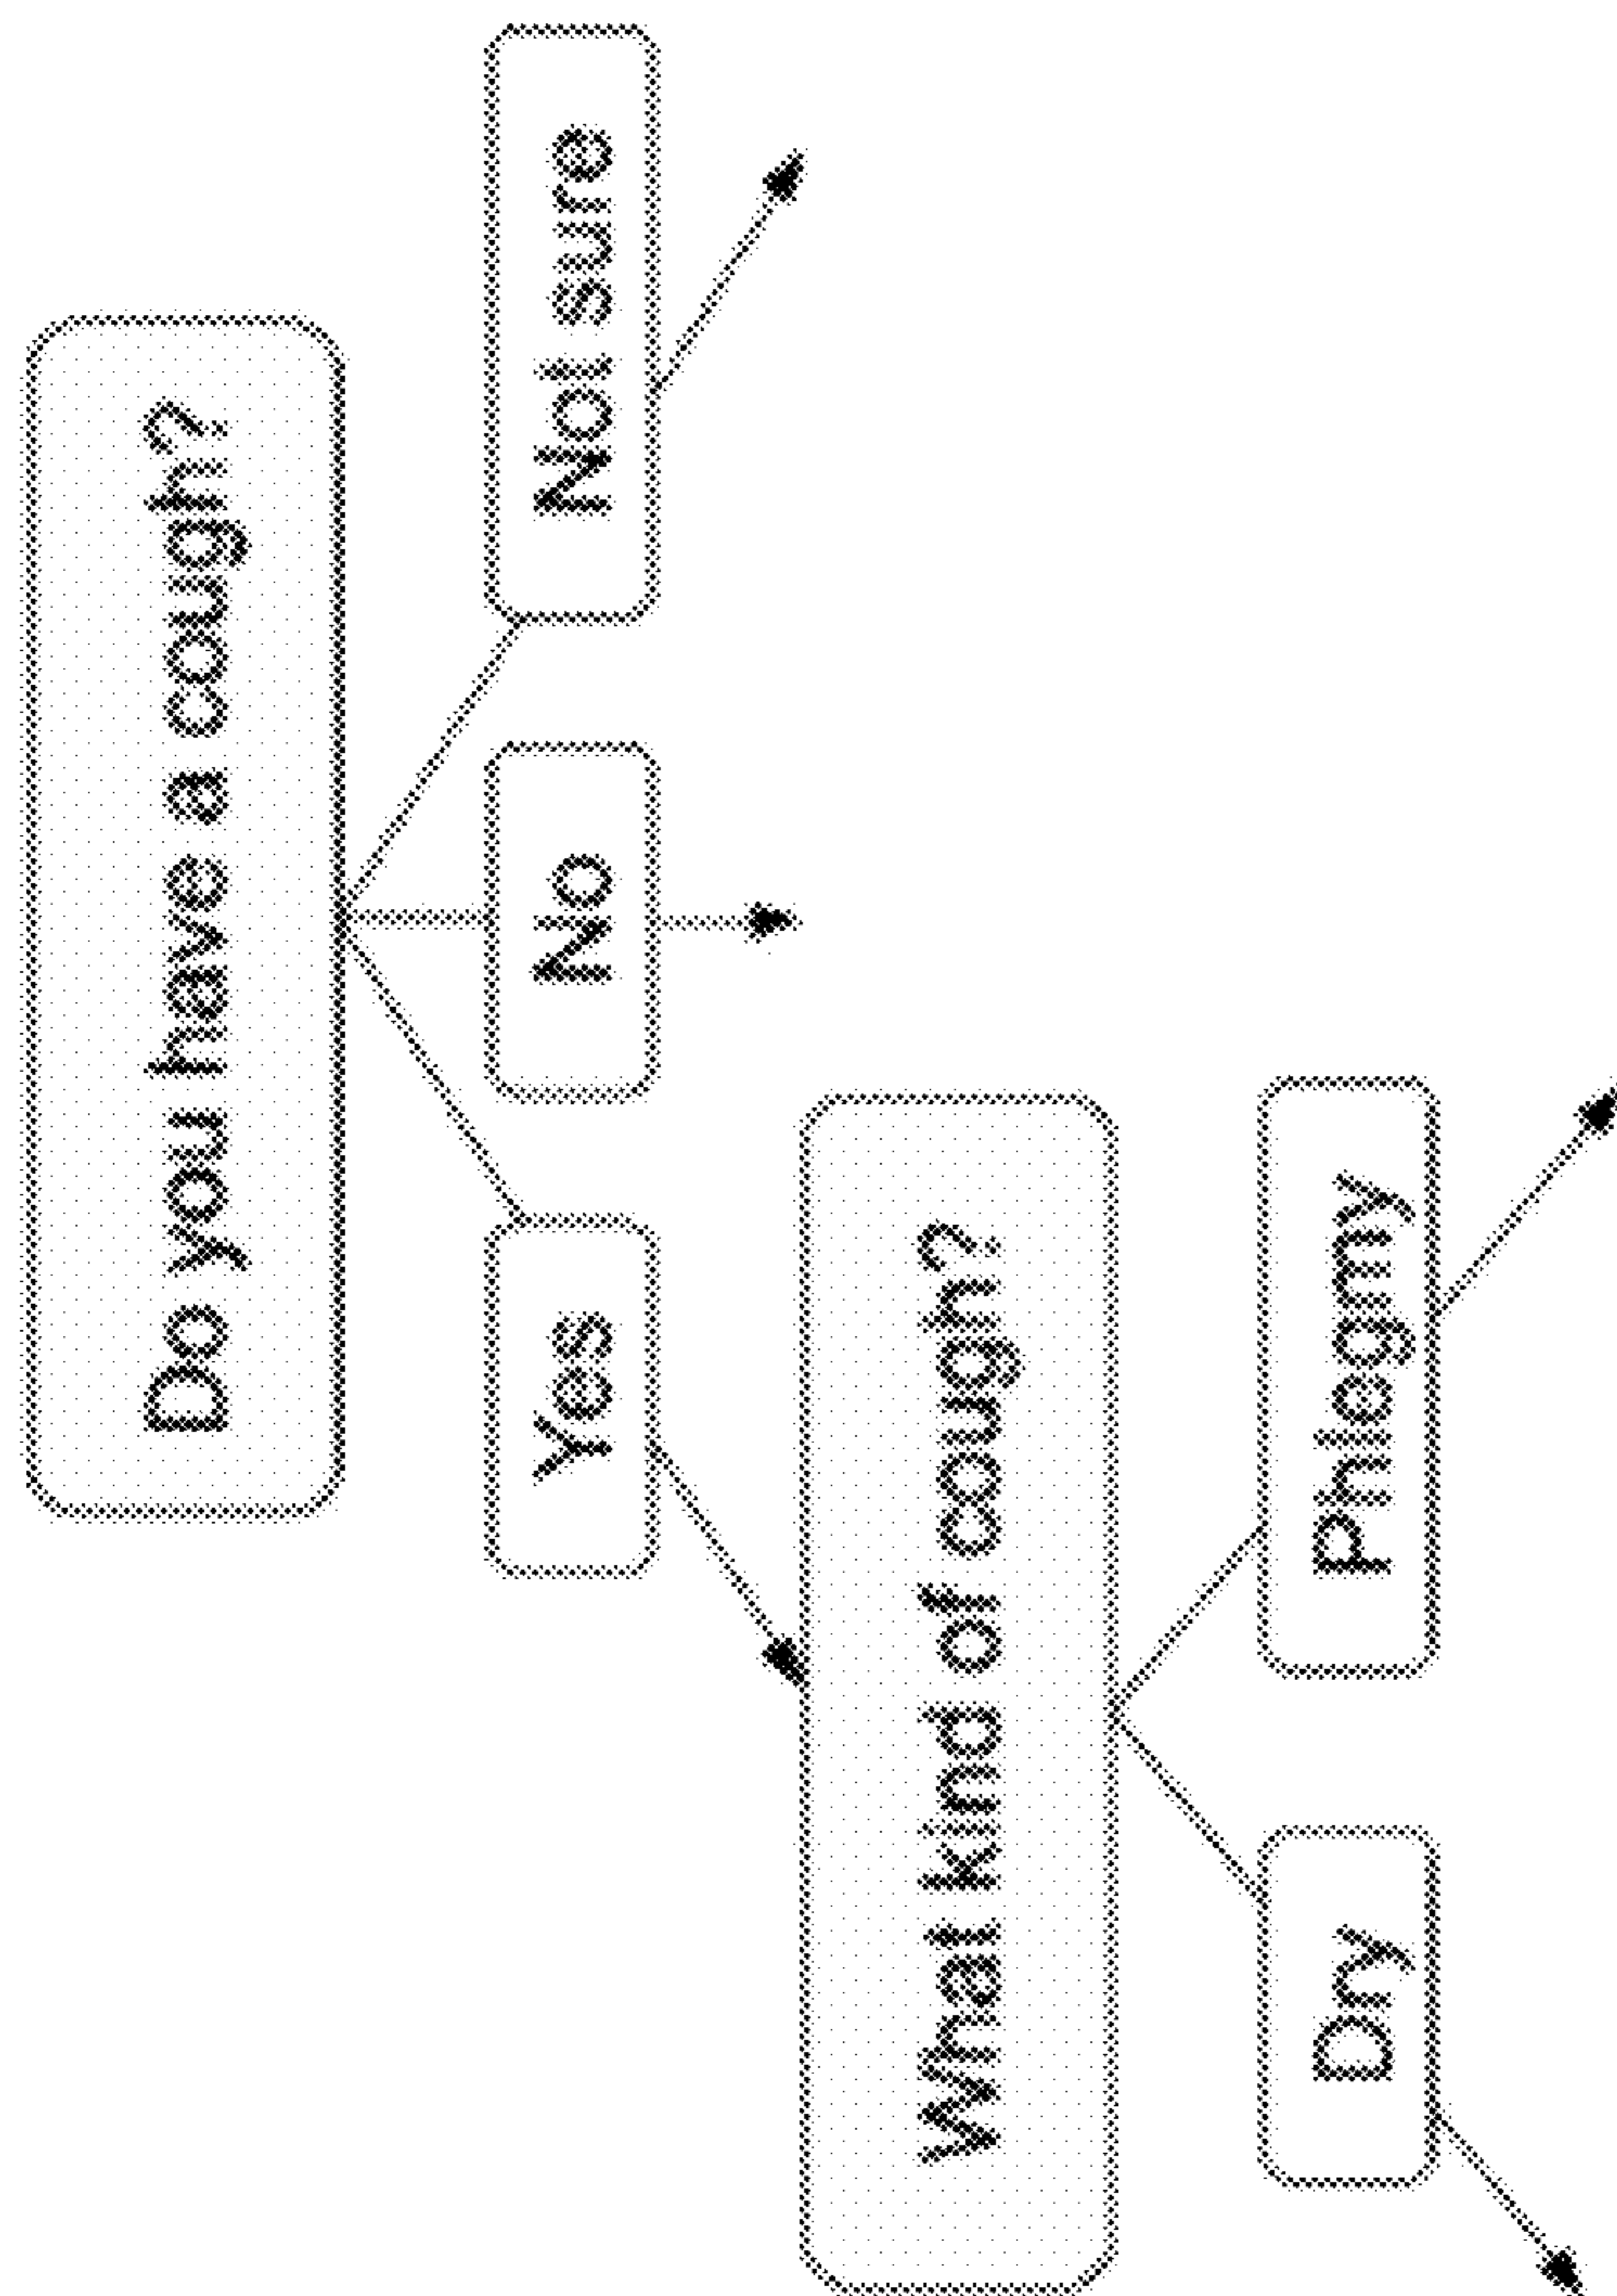 Do you have a cough?
Yes
No
Not sure
What kind of cough?
Dry
Phlegmy